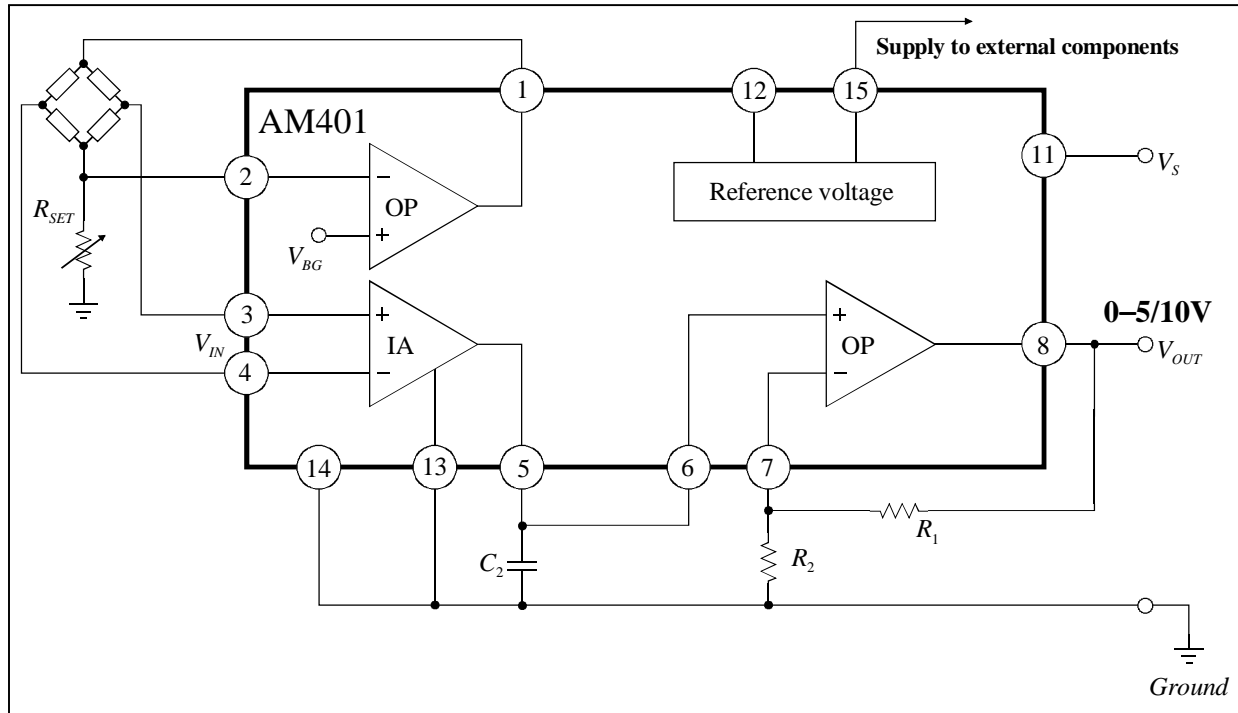 Supply to external components
1
12
15
AM401
11
V_S
2
−
OP
+
V_BG
Reference voltage
R_SET
3
+
IA
−
V_IN
4
+
OP
−
8
0–5/10V
V_OUT
14
13
5
6
7
R_1
C_2
R_2
Ground